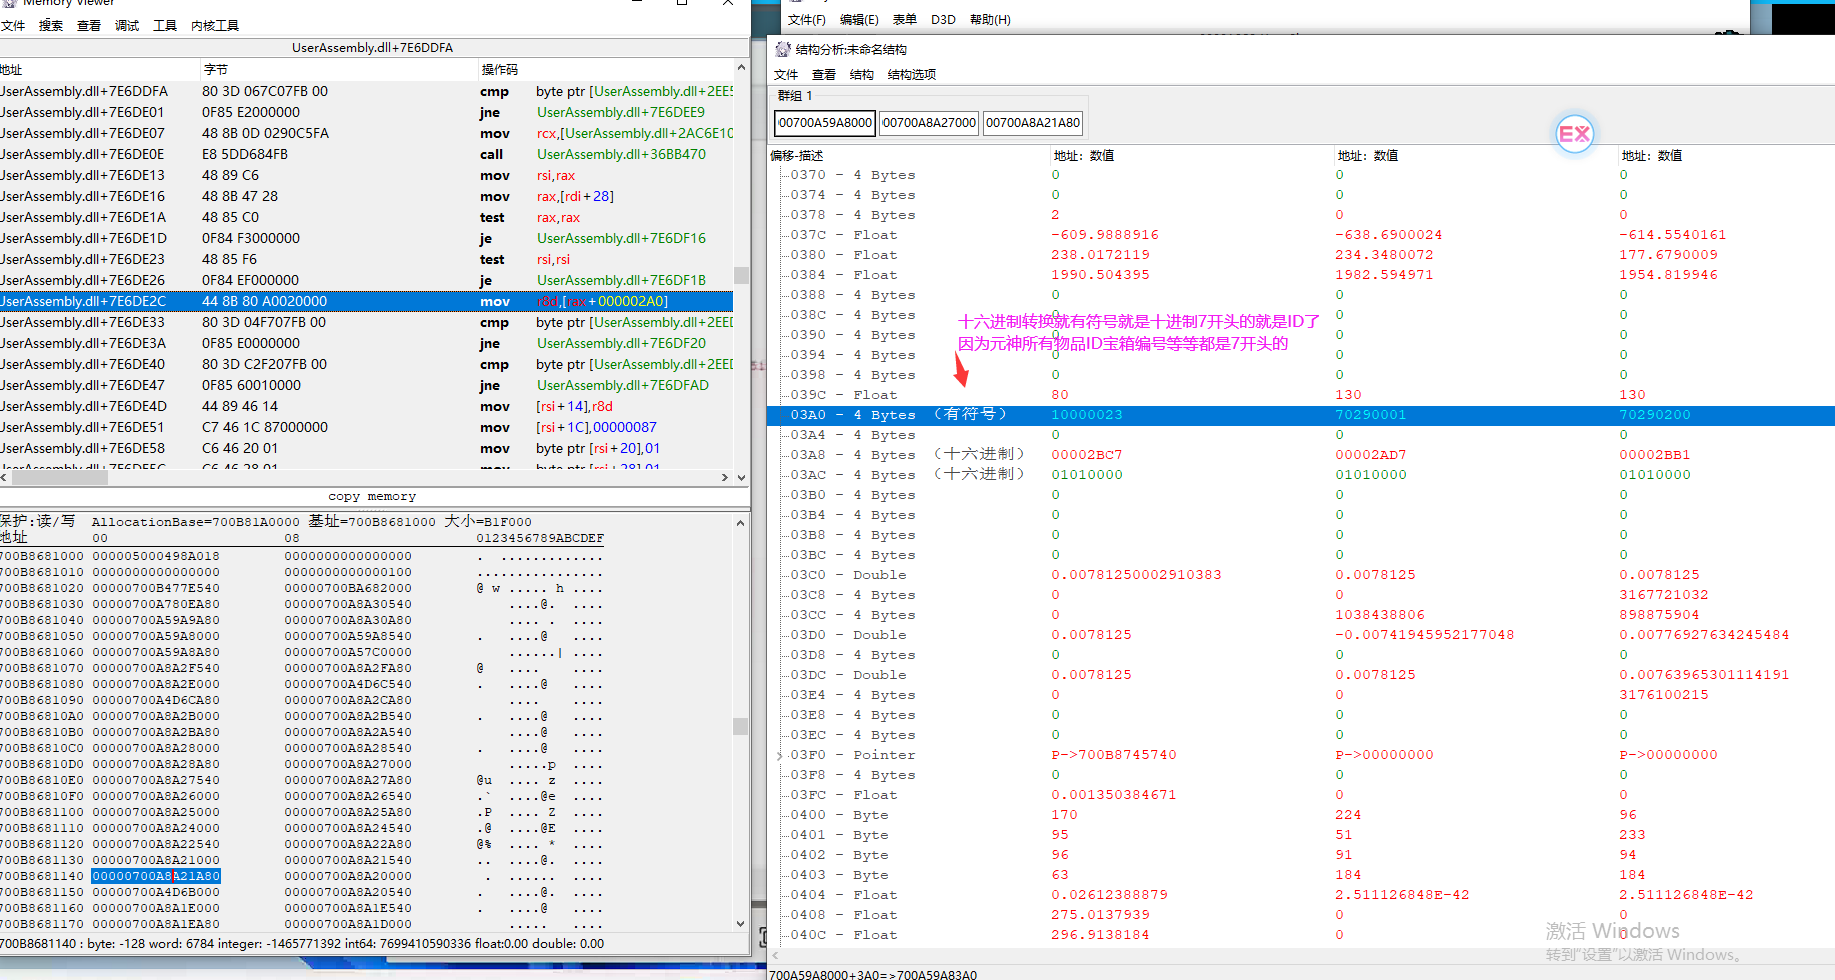 Memory Viewer
文件 搜索 查看 调试 工具 内核工具
UserAssembly.dll+7E6DDFA
地址 字节 操作码
UserAssembly.dll+7E6DDFA 80 3D 067C07FB 00 cmp byte ptr [UserAssembly.dll+2EE5
UserAssembly.dll+7E6DE01 0F85 E2000000 jne UserAssembly.dll+7E6DEE9
UserAssembly.dll+7E6DE07 48 8B 0D 0290C5FA mov rcx,[UserAssembly.dll+2AC6E10
UserAssembly.dll+7E6DE0E E8 5DD684FB call UserAssembly.dll+36BB470
UserAssembly.dll+7E6DE13 48 89 C6 mov rsi,rax
UserAssembly.dll+7E6DE16 48 8B 47 28 mov rax,[rdi+28]
UserAssembly.dll+7E6DE1A 48 85 C0 test rax,rax
UserAssembly.dll+7E6DE1D 0F84 F3000000 je UserAssembly.dll+7E6DF16
UserAssembly.dll+7E6DE23 48 85 F6 test rsi,rsi
UserAssembly.dll+7E6DE26 0F84 EF000000 je UserAssembly.dll+7E6DF1B
UserAssembly.dll+7E6DE2C 44 8B 80 A0020000 mov r8d,[rax+000002A0]
UserAssembly.dll+7E6DE33 80 3D 04F707FB 00 cmp byte ptr [UserAssembly.dll+2EED
UserAssembly.dll+7E6DE3A 0F85 E0000000 jne UserAssembly.dll+7E6DF20
UserAssembly.dll+7E6DE40 80 3D C2F207FB 00 cmp byte ptr [UserAssembly.dll+2EED
UserAssembly.dll+7E6DE47 0F85 60010000 jne UserAssembly.dll+7E6DFAD
UserAssembly.dll+7E6DE4D 44 89 46 14 mov [rsi+14],r8d
UserAssembly.dll+7E6DE51 C7 46 1C 87000000 mov [rsi+1C],00000087
UserAssembly.dll+7E6DE58 C6 46 20 01 mov byte ptr [rsi+20],01
UserAssembly.dll+7E6DE5C C6 46 28 01 mov byte ptr [rsi+28],01
copy memory
保护:读/写 AllocationBase=700B81A0000 基址=700B8681000 大小=B1F000
地址 00 08 0123456789ABCDEF
700B8681000 000005000498A018 0000000000000000 . .............
700B8681010 0000000000000000 0000000000000100 ................
700B8681020 00000700B477E540 00000700BA682000 @ w ..... h ....
700B8681030 00000700A780EA80 00000700A8A30540 ....@. ....
700B8681040 00000700A59A9A80 00000700A8A30A80 .... . ....
700B8681050 00000700A59A8000 00000700A59A8540 . ....@ ....
700B8681060 00000700A59A8A80 00000700A57C0000 ......| ....
700B8681070 00000700A8A2F540 00000700A8A2FA80 @ .... ....
700B8681080 00000700A8A2E000 00000700A4D6C540 . ....@ ....
700B8681090 00000700A4D6CA80 00000700A8A2CA80 .... ....
700B86810A0 00000700A8A2B000 00000700A8A2B540 . ....@ ....
700B86810B0 00000700A8A2BA80 00000700A8A2A540 ....@ ....
700B86810C0 00000700A8A28000 00000700A8A28540 . ....@ ....
700B86810D0 00000700A8A28A80 00000700A8A27000 .....p ....
700B86810E0 00000700A8A27540 00000700A8A27A80 @u .... z ....
700B86810F0 00000700A8A26000 00000700A8A26540 .` ....@e ....
700B8681100 00000700A8A25000 00000700A8A25A80 .P .... Z ....
700B8681110 00000700A8A24000 00000700A8A24540 .@ ....@E ....
700B8681120 00000700A8A22540 00000700A8A22A80 @% .... * ....
700B8681130 00000700A8A21000 00000700A8A21540 .. ....@. ....
700B8681140 00000700A8A21A80 00000700A8A20000 . ...... ....
700B8681150 00000700A4D6B000 00000700A8A20540 . ....@. ....
700B8681160 00000700A8A1E000 00000700A8A1E540 . ....@ ....
700B8681170 00000700A8A1EA80 00000700A8A1D000 ..... ....
700B8681140 : byte: -128 word: 6784 integer: -1465771392 int64: 7699410590336 float:0.00 double: 0.00
文件(F) 编辑(E) 表单 D3D 帮助(H)
结构分析:未命名结构
文件 查看 结构 结构选项
群组 1
00700A59A8000 00700A8A27000 00700A8A21A80
EX
偏移-描述 地址: 数值 地址: 数值 地址: 数值
0370 - 4 Bytes 0 0 0
0374 - 4 Bytes 0 0 0
0378 - 4 Bytes 2 0 0
037C - Float -609.9888916 -638.6900024 -614.5540161
0380 - Float 238.0172119 234.3480072 177.6790009
0384 - Float 1990.504395 1982.594971 1954.819946
0388 - 4 Bytes 0 0 0
038C - 4 Bytes 0 0 0
十六进制转换就有符号就是十进制7开头的就是ID了
0390 - 4 Bytes 0 0 0
因为元神所有物品ID宝箱编号等等都是7开头的
0394 - 4 Bytes 0 0 0
0398 - 4 Bytes 0 0 0
039C - Float 80 130 130
03A0 - 4 Bytes （有符号） 10000023 70290001 70290200
03A4 - 4 Bytes 0 0 0
03A8 - 4 Bytes （十六进制） 00002BC7 00002AD7 00002BB1
03AC - 4 Bytes （十六进制） 01010000 01010000 01010000
03B0 - 4 Bytes 0 0 0
03B4 - 4 Bytes 0 0 0
03B8 - 4 Bytes 0 0 0
03BC - 4 Bytes 0 0 0
03C0 - Double 0.00781250002910383 0.0078125 0.0078125
03C8 - 4 Bytes 0 0 3167721032
03CC - 4 Bytes 0 1038438806 898875904
03D0 - Double 0.0078125 -0.00741945952177048 0.00776927634245484
03D8 - 4 Bytes 0 0 0
03DC - Double 0.0078125 0.0078125 0.00763965301114191
03E4 - 4 Bytes 0 0 3176100215
03E8 - 4 Bytes 0 0 0
03EC - 4 Bytes 0 0 0
03F0 - Pointer P->700B8745740 P->00000000 P->00000000
03F8 - 4 Bytes 0 0 0
03FC - Float 0.001350384671 0 0
0400 - Byte 170 224 96
0401 - Byte 95 51 233
0402 - Byte 96 91 94
0403 - Byte 63 184 184
0404 - Float 0.02612388879 2.511126848E-42 2.511126848E-42
0408 - Float 275.0137939 0 0
040C - Float 296.9138184 0 0
激活 Windows
转到"设置"以激活 Windows。
700A59A8000+3A0=>700A59A83A0